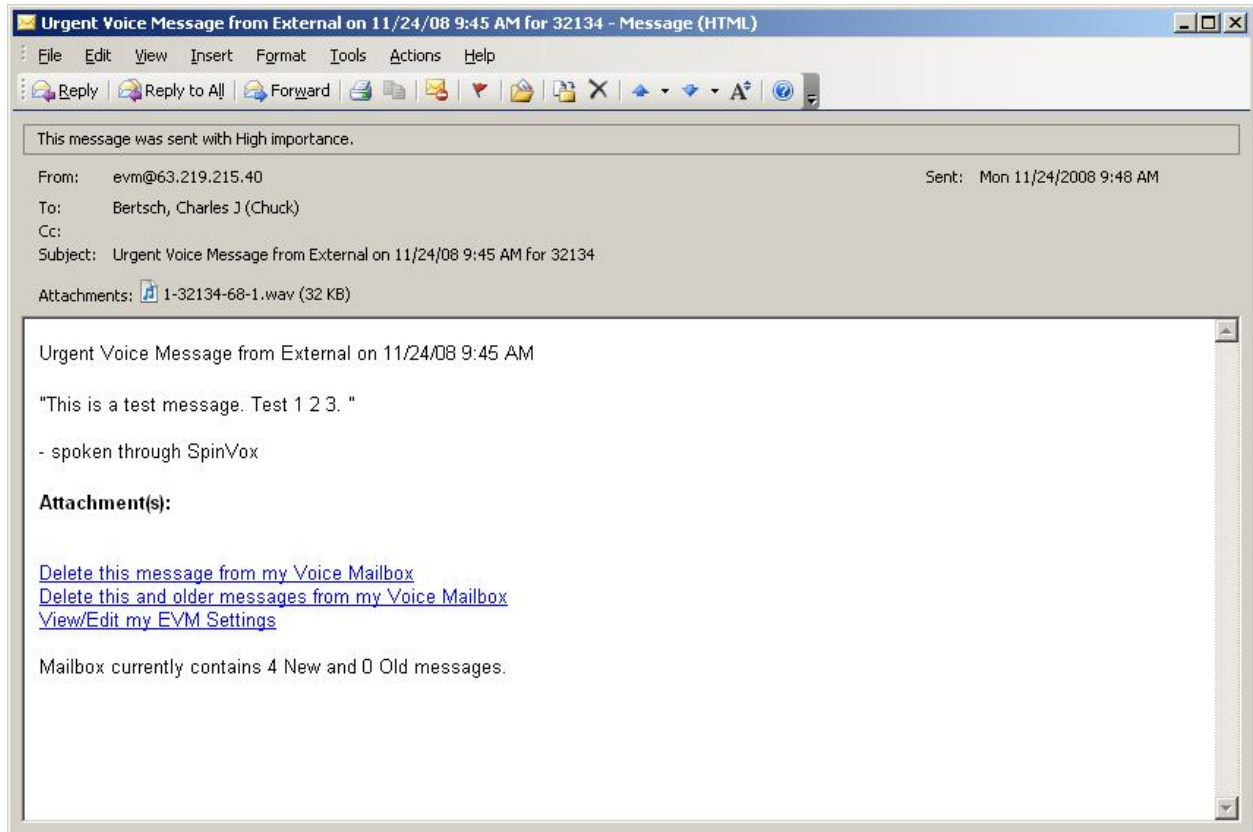 Urgent Voice Message from External on 11/24/08 9:45 AM for 32134 - Message (HTML)
File Edit View Insert Format Tools Actions Help
Reply Reply to All Forward
This message was sent with High importance.
From: evm@63.219.215.40 Sent: Mon 11/24/2008 9:48 AM
To: Bertsch, Charles J (Chuck)
Cc:
Subject: Urgent Voice Message from External on 11/24/08 9:45 AM for 32134
Attachments: 1-32134-68-1.wav (32 KB)
Urgent Voice Message from External on 11/24/08 9:45 AM
"This is a test message. Test 1 2 3. "
- spoken through SpinVox
Attachment(s):
Delete this message from my Voice Mailbox
Delete this and older messages from my Voice Mailbox
View/Edit my EVM Settings
Mailbox currently contains 4 New and 0 Old messages.